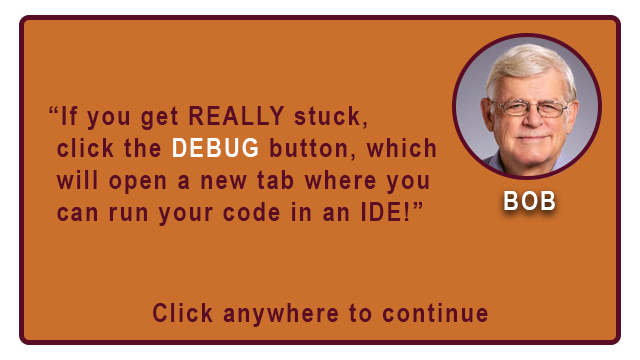 “If you get REALLY stuck,
click the DEBUG button, which
will open a new tab where you
can run your code in an IDE!”
BOB
Click anywhere to continue